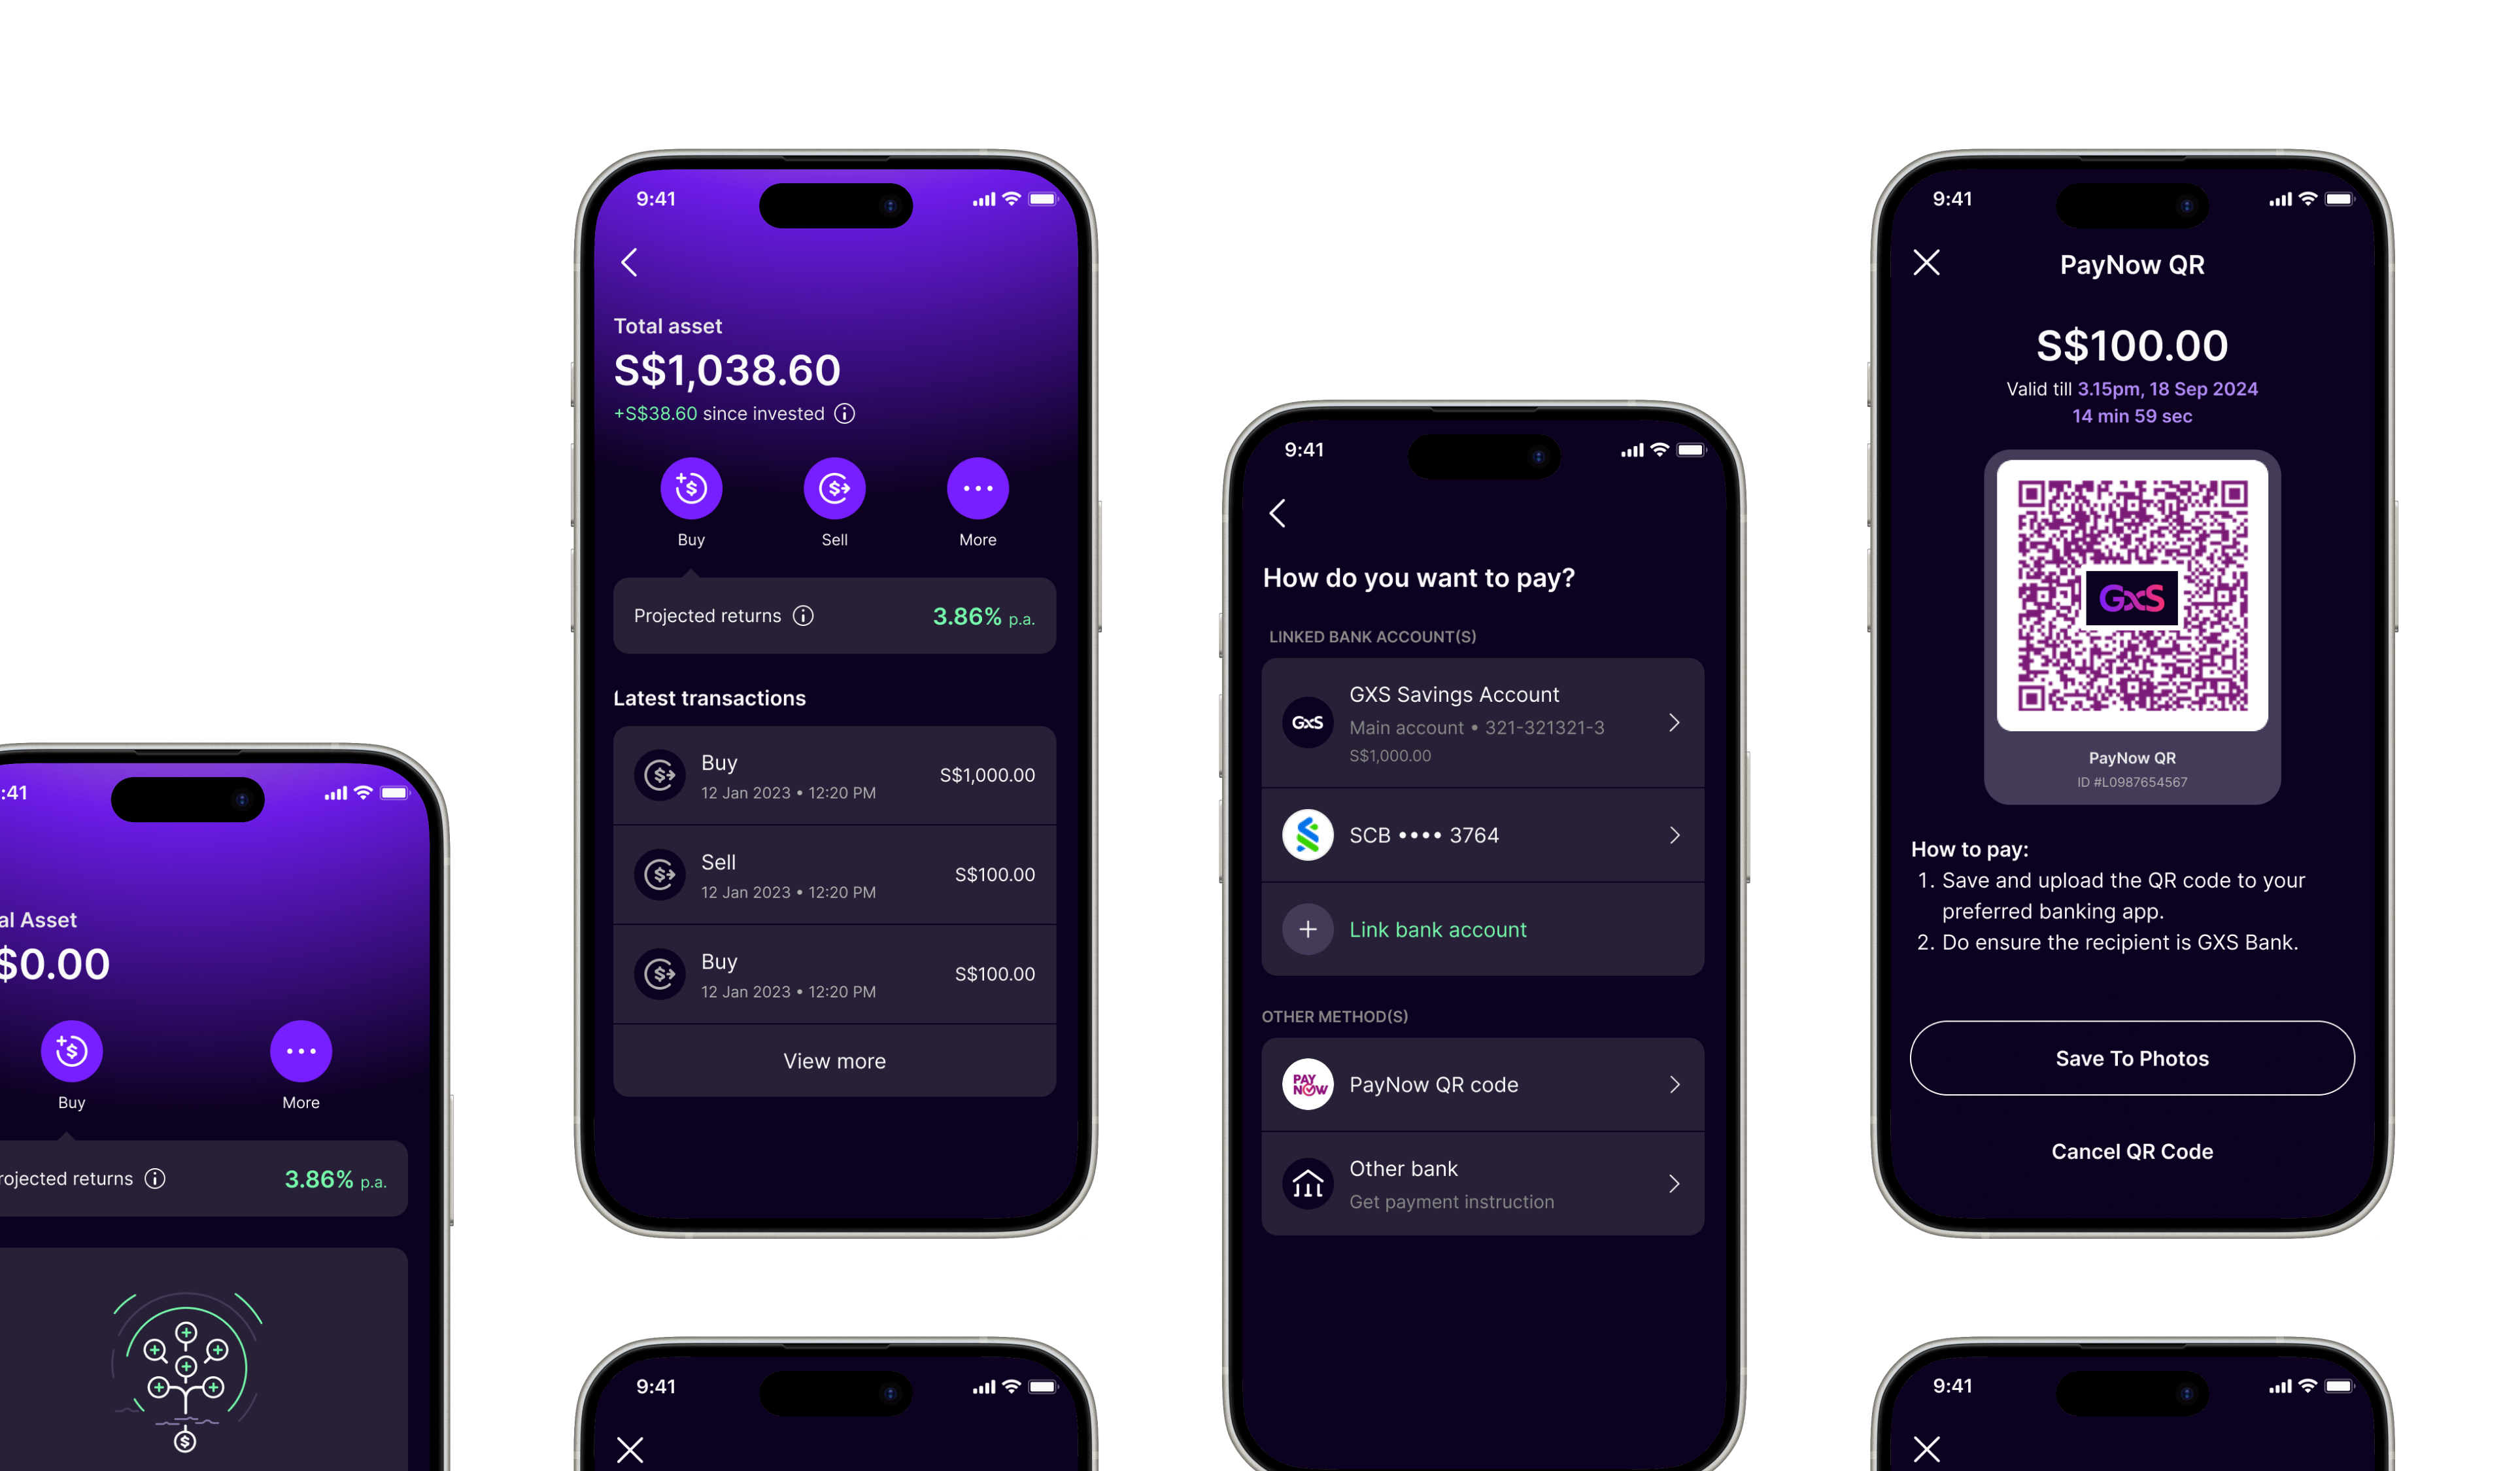 :41
al Asset
$0.00
Buy
More
rojected returns
3.86% p.a.
9:41
Total asset
S$1,038.60
+S$38.60 since invested
Buy
Sell
More
Projected returns
3.86% p.a.
Latest transactions
Buy
S$1,000.00
12 Jan 2023 • 12:20 PM
Sell
S$100.00
12 Jan 2023 • 12:20 PM
Buy
S$100.00
12 Jan 2023 • 12:20 PM
View more
9:41
9:41
How do you want to pay?
LINKED BANK ACCOUNT(S)
GXS
GXS Savings Account
Main account • 321-321321-3
S$1,000.00
SCB •••• 3764
Link bank account
OTHER METHOD(S)
PAY
NOW
PayNow QR code
Other bank
Get payment instruction
9:41
PayNow QR
S$100.00
Valid till 3.15pm, 18 Sep 2024
14 min 59 sec
GXS
PayNow QR
ID #L0987654567
How to pay:
1. Save and upload the QR code to your
preferred banking app.
2. Do ensure the recipient is GXS Bank.
Save To Photos
Cancel QR Code
9:41